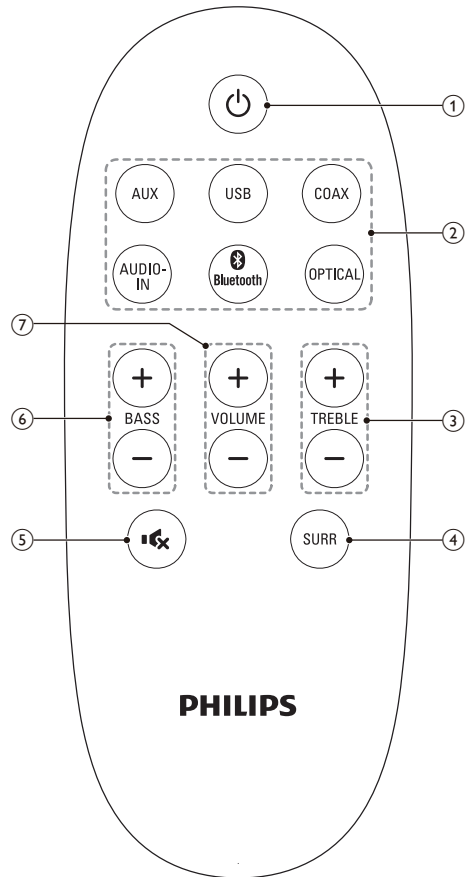 ①
AUX USB COAX
②
AUDIO-
IN
Bluetooth
OPTICAL
⑦
⑥ BASS VOLUME TREBLE ③
⑤ SURR ④
PHILIPS